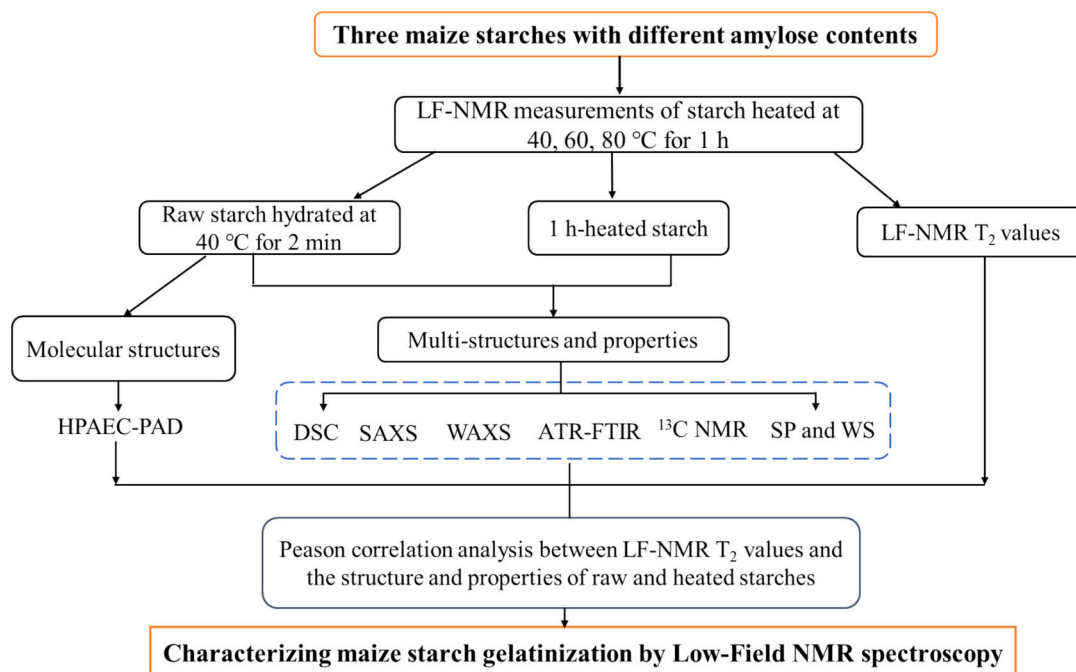 Three maize starches with different amylose contents
LF-NMR measurements of starch heated at
40, 60, 80 °C for 1 h
Raw starch hydrated at
40 °C for 2 min
1 h-heated starch
LF-NMR T₂ values
Molecular structures
Multi-structures and properties
HPAEC-PAD
DSC SAXS WAXS ATR-FTIR ¹³C NMR SP and WS
Peason correlation analysis between LF-NMR T₂ values and
the structure and properties of raw and heated starches
Characterizing maize starch gelatinization by Low-Field NMR spectroscopy